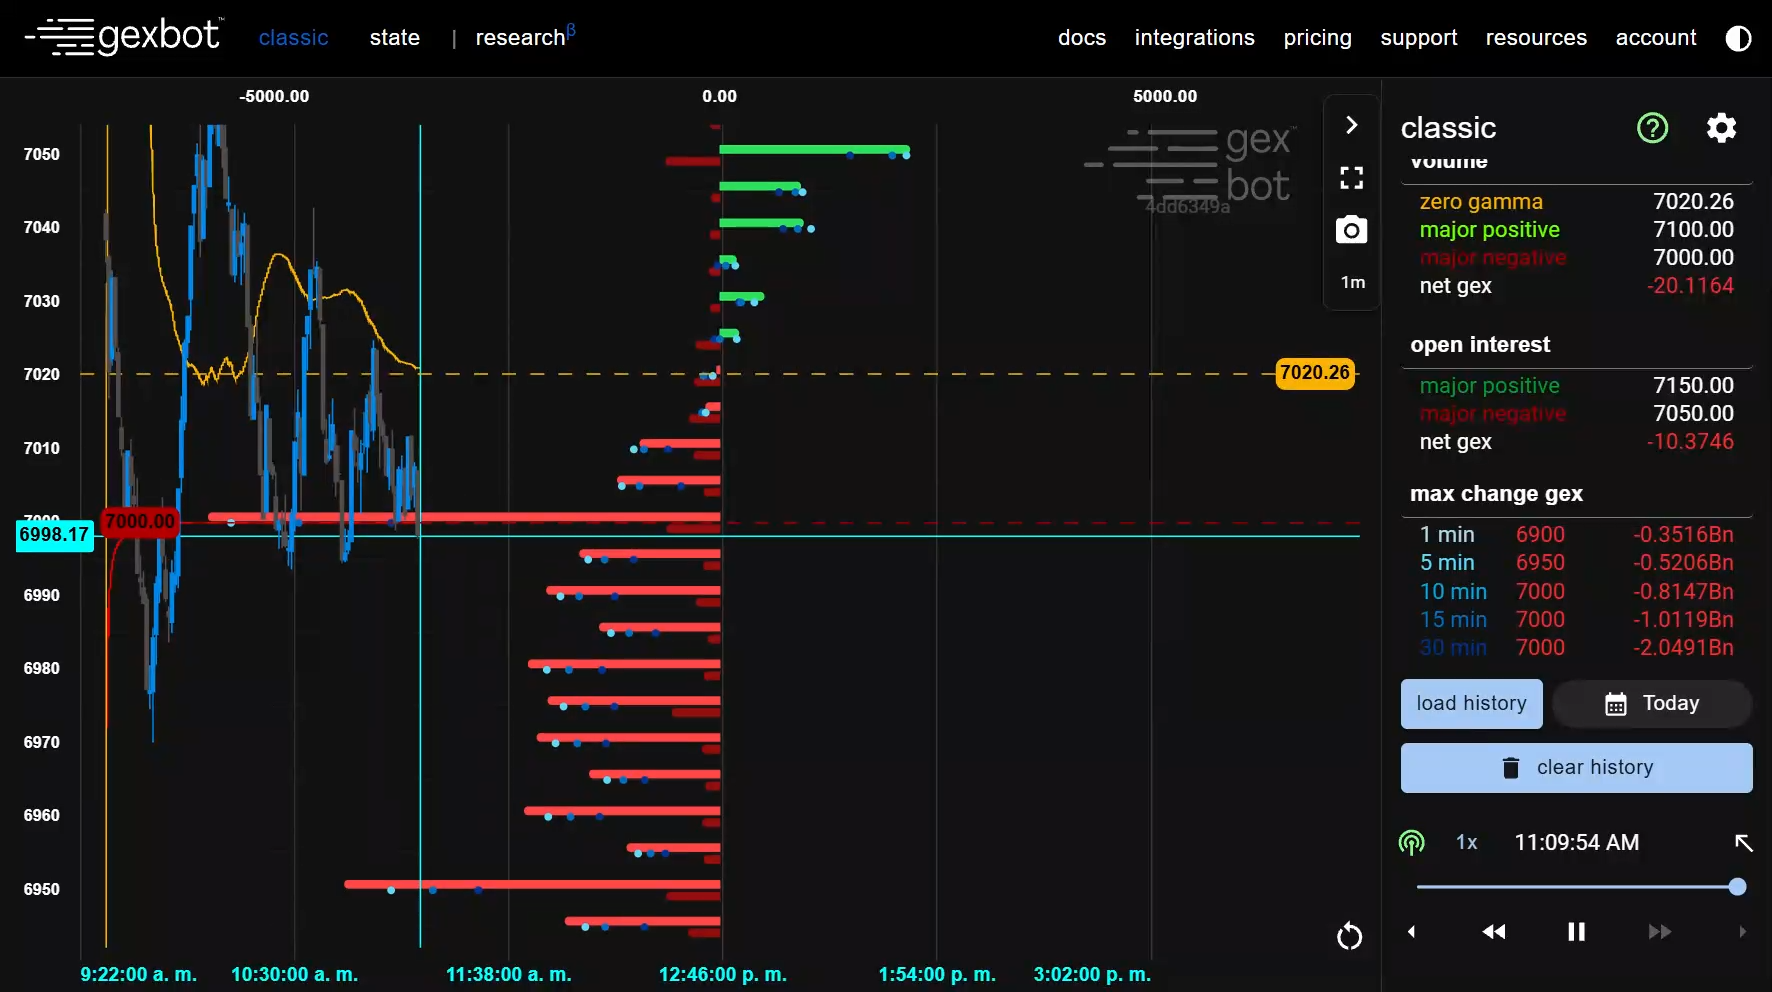 gexbot™ classic state | researchᵝ docs integrations pricing support resources account
-5000.00 0.00 5000.00
7050
7040
7030
7020
7010
7000
6990
6980
6970
6960
6950
6998.17
7000.00
7020.26
gex™
bot
4dd6349a
1m
9:22:00 a. m. 10:30:00 a. m. 11:38:00 a. m. 12:46:00 p. m. 1:54:00 p. m. 3:02:00 p. m.
classic
volume
zero gamma 7020.26
major positive 7100.00
major negative 7000.00
net gex -20.1164
open interest
major positive 7150.00
major negative 7050.00
net gex -10.3746
max change gex
1 min 6900 -0.3516Bn
5 min 6950 -0.5206Bn
10 min 7000 -0.8147Bn
15 min 7000 -1.0119Bn
30 min 7000 -2.0491Bn
load history Today
clear history
1x 11:09:54 AM